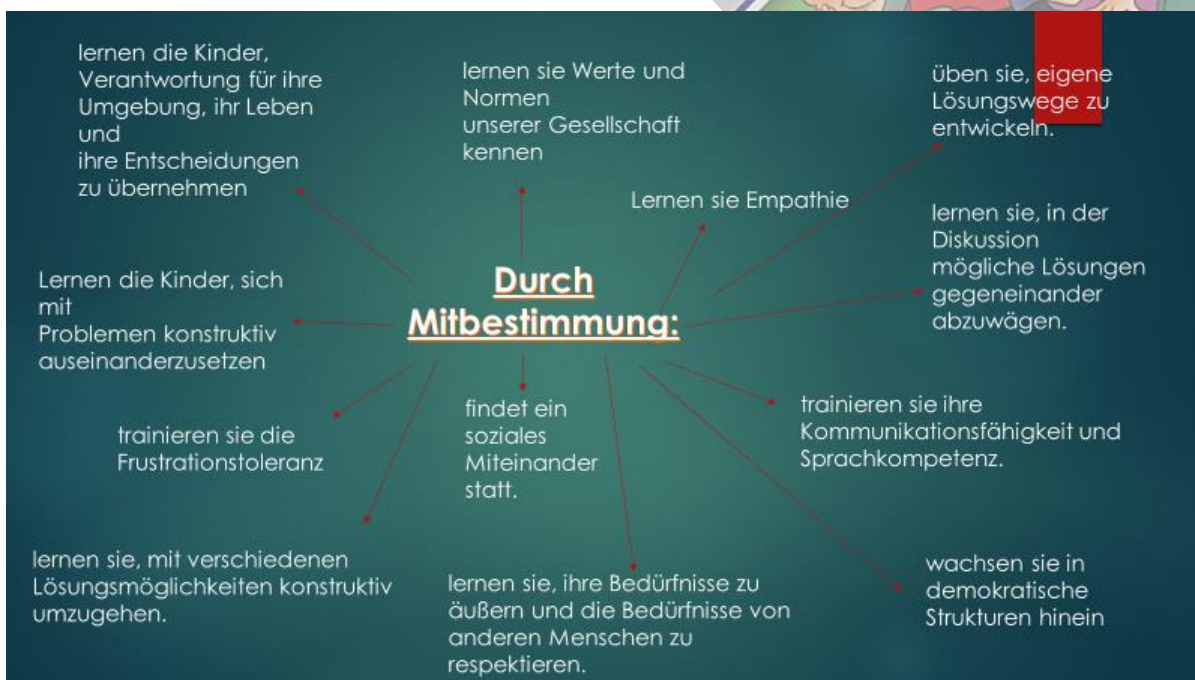 lernen die Kinder,
Verantwortung für ihre
Umgebung, ihr Leben
und
ihre Entscheidungen
zu übernehmen
lernen sie Werte und
Normen
unserer Gesellschaft
kennen
üben sie, eigene
Lösungswege zu
entwickeln.
Lernen sie Empathie
lernen sie, in der
Diskussion
mögliche Lösungen
gegeneinander
abzuwägen.
Durch
Mitbestimmung:
Lernen die Kinder, sich
mit
Problemen konstruktiv
auseinanderzusetzen
trainieren sie die
Frustrationstoleranz
findet ein
soziales
Miteinander
statt.
trainieren sie ihre
Kommunikationsfähigkeit und
Sprachkompetenz.
lernen sie, mit verschiedenen
Lösungsmöglichkeiten konstruktiv
umzugehen.
lernen sie, ihre Bedürfnisse zu
äußern und die Bedürfnisse von
anderen Menschen zu
respektieren.
wachsen sie in
demokratische
Strukturen hinein